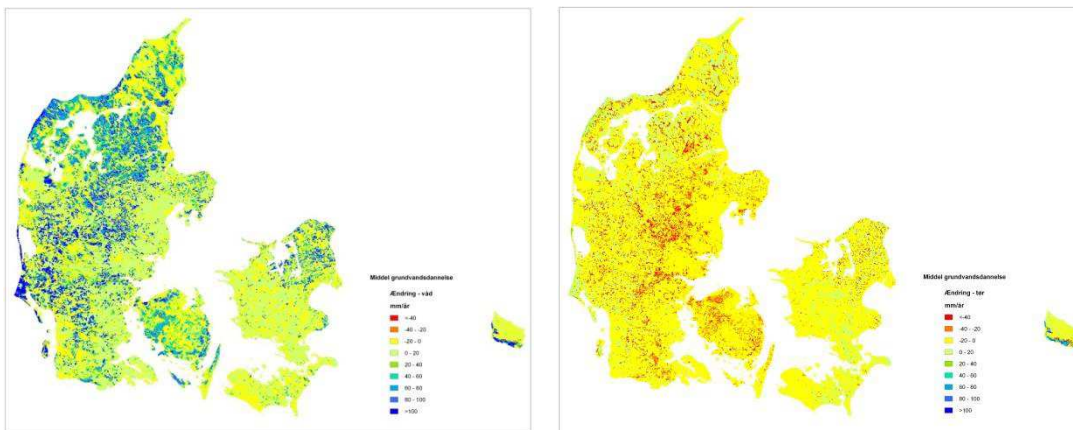 Middel grundvandsdannelse
Ændring - våd
mm/år
<-40
-40 - -20
-20 - 0
0 - 20
20 - 40
40 - 60
60 - 80
80 - 100
>100
Middel grundvandsdannelse
Ændring - tør
mm/år
<-40
-40 - -20
-20 - 0
0 - 20
20 - 40
40 - 60
60 - 80
80 - 100
>100